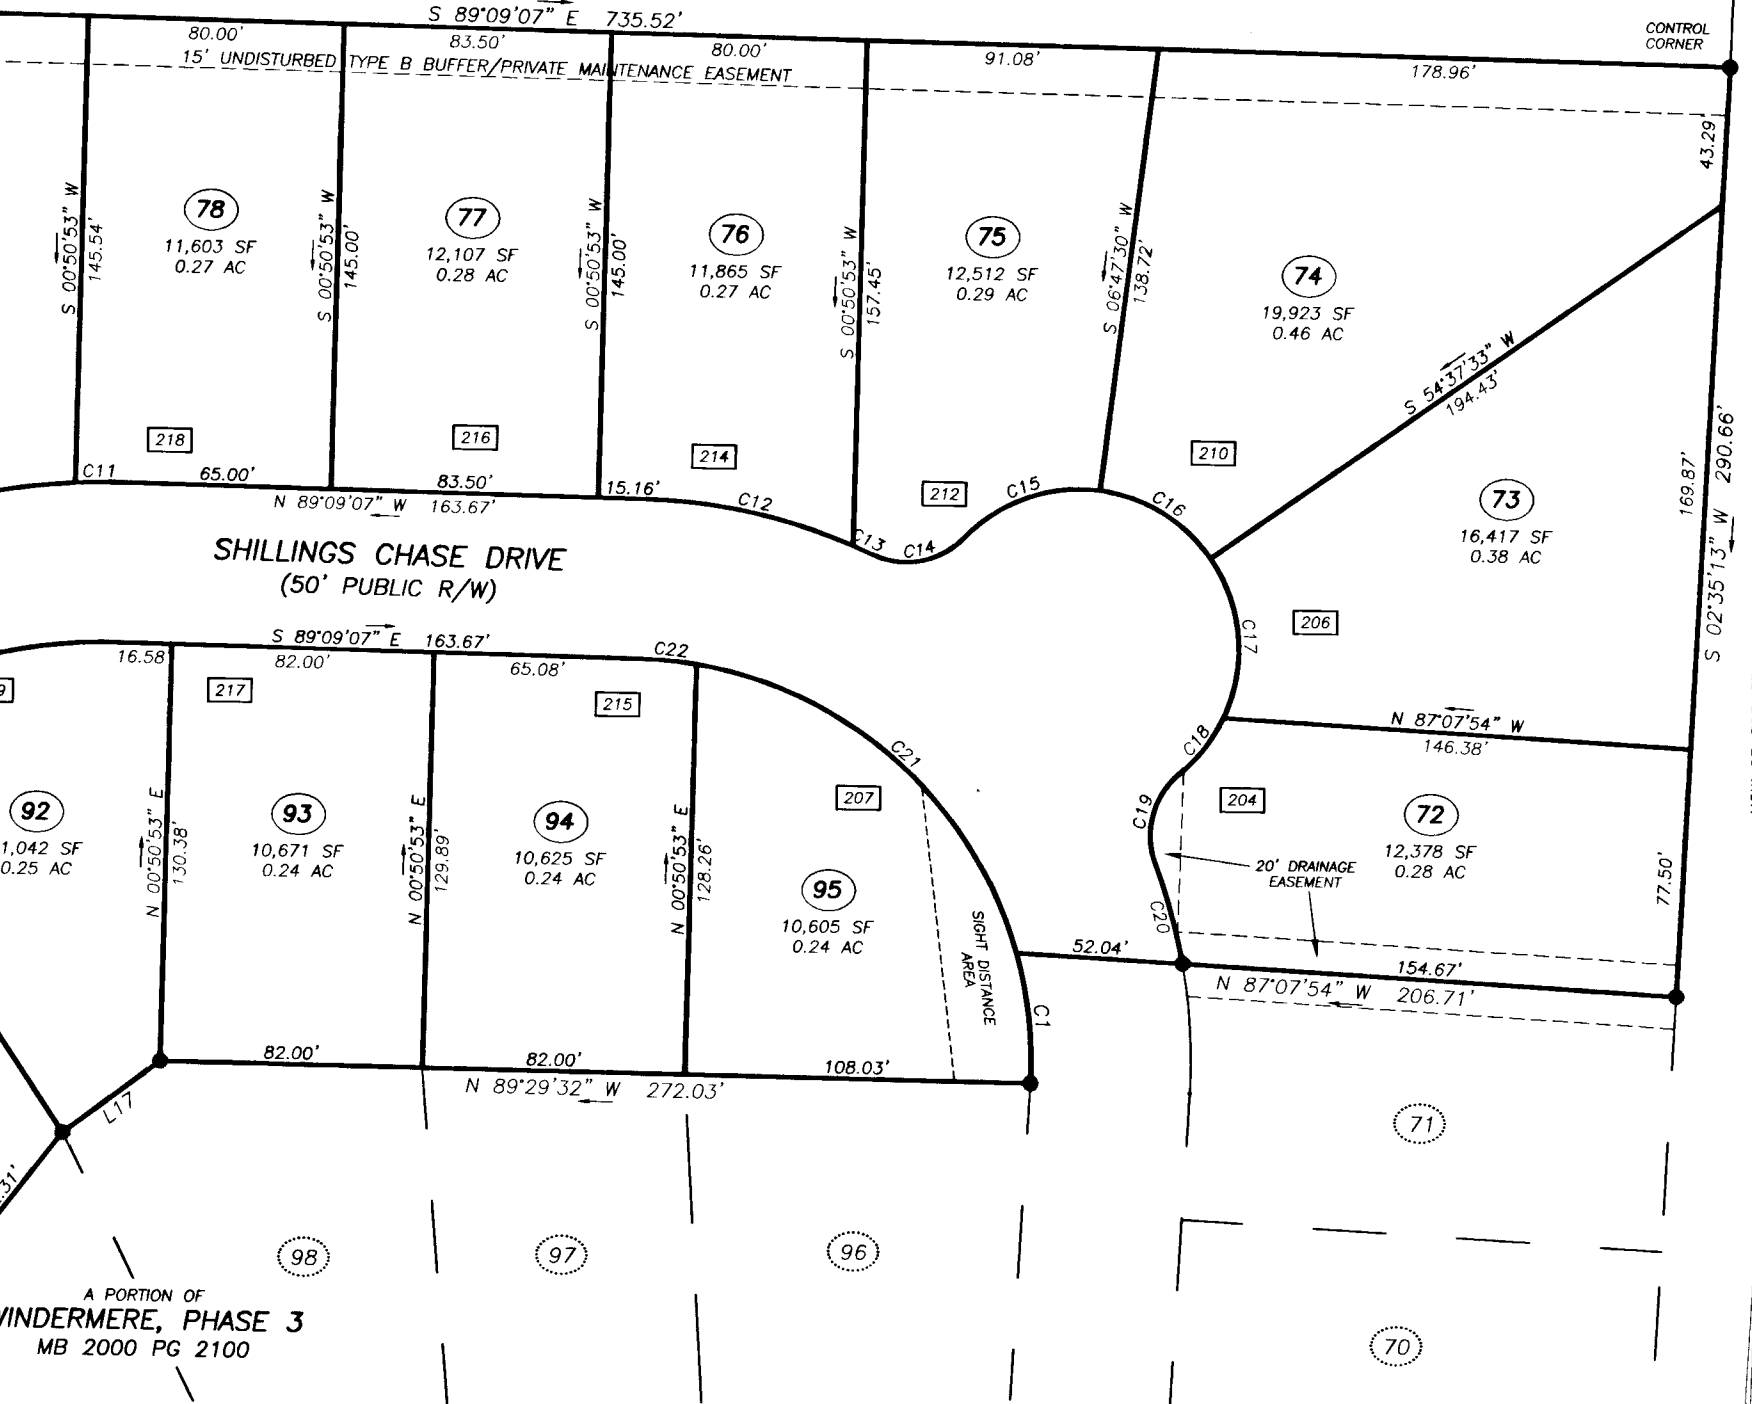 S 89°09'07" E 735.52'
CONTROL
CORNER
80.00'
83.50'
80.00'
91.08'
178.96'
15' UNDISTURBED TYPE B BUFFER/PRIVATE MAINTENANCE EASEMENT
43.29'
S 00°50'53" W
145.54'
78
11,603 SF
0.27 AC
S 00°50'53" W
145.00'
77
12,107 SF
0.28 AC
S 00°50'53" W
145.00'
76
11,865 SF
0.27 AC
S 00°50'53" W
157.45'
75
12,512 SF
0.29 AC
S 06°47'30" W
138.72'
74
19,923 SF
0.46 AC
S 54°37'33" W
194.43'
73
16,417 SF
0.38 AC
169.87'
S 02°35'13" W 290.66'
218
216
214
212
210
206
C11
65.00'
83.50'
15.16'
C12
C13
C14
C15
C16
C17
N 89°09'07" W 163.67'
SHILLINGS CHASE DRIVE
(50' PUBLIC R/W)
S 89°09'07" E 163.67'
16.58
82.00'
65.08'
C22
C21
C18
C19
C20
N 87°07'54" W
146.38'
9
217
215
207
204
92
1,042 SF
0.25 AC
N 00°50'53" E
130.38'
93
10,671 SF
0.24 AC
N 00°50'53" E
129.89'
94
10,625 SF
0.24 AC
N 00°50'53" E
128.26'
95
10,605 SF
0.24 AC
SIGHT DISTANCE
AREA
72
12,378 SF
0.28 AC
20' DRAINAGE
EASEMENT
77.50'
52.04'
154.67'
N 87°07'54" W 206.71'
C1
82.00'
82.00'
108.03'
N 89°29'32" W 272.03'
L17
.31'
71
98
97
96
70
A PORTION OF
WINDERMERE, PHASE 3
MB 2000 PG 2100